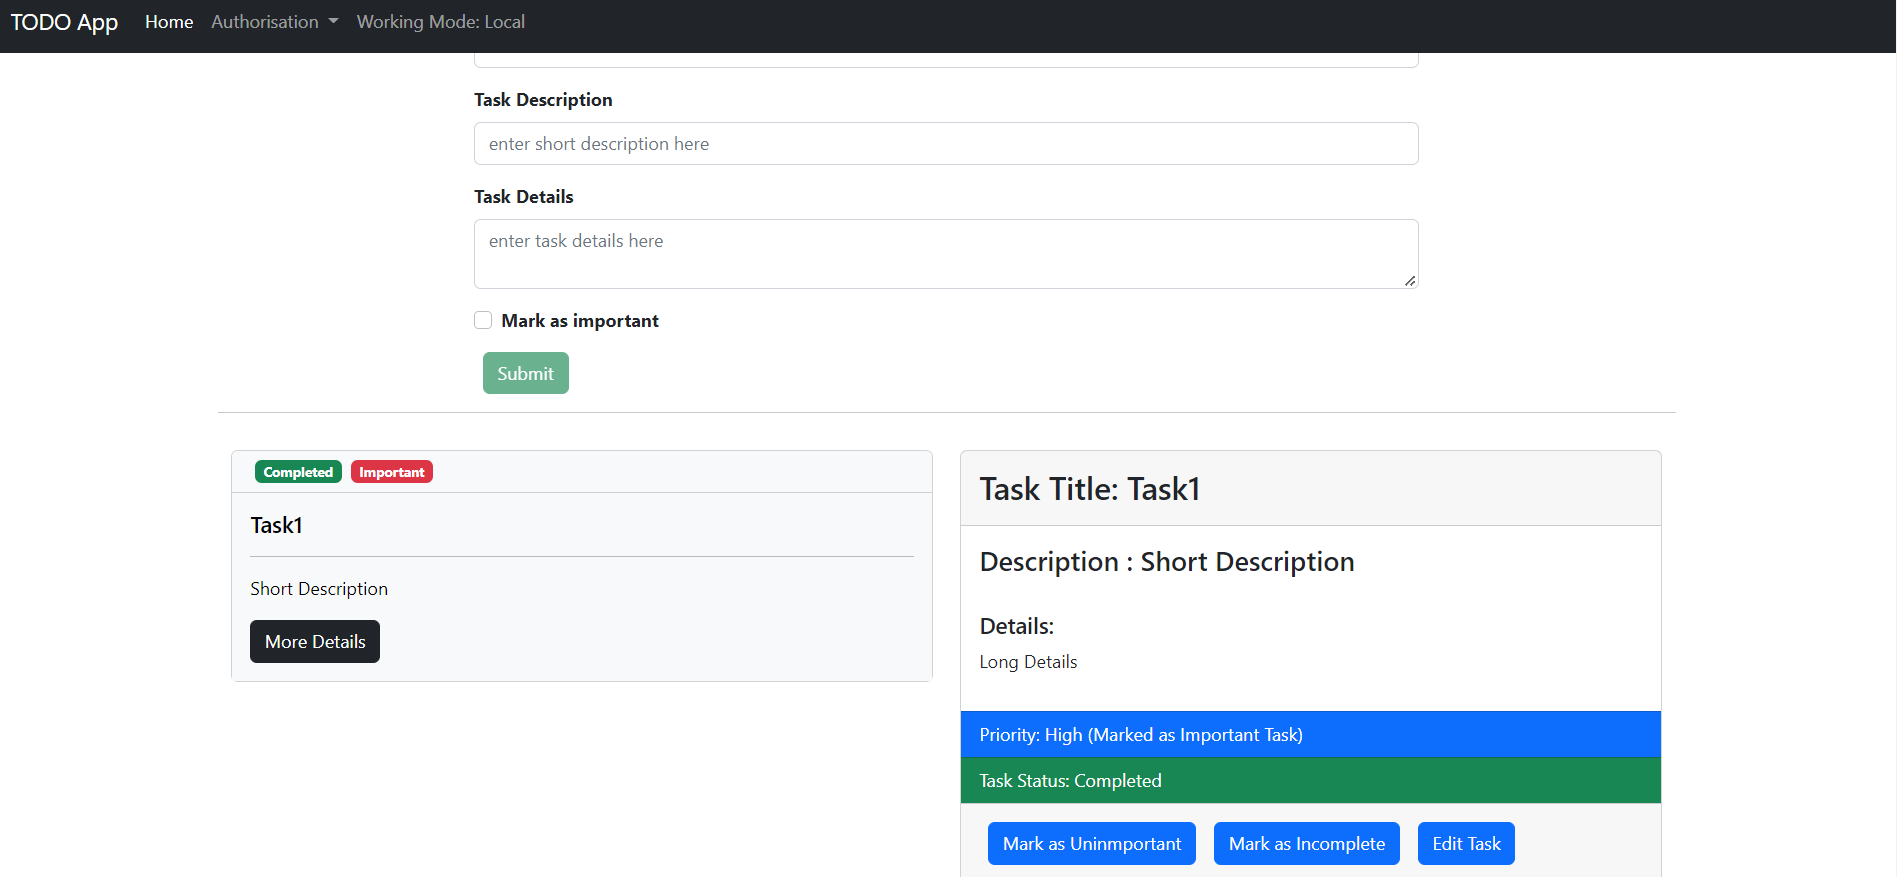 TODO App Home Authorisation Working Mode: Local
Task Description
enter short description here
Task Details
enter task details here
Mark as important
Submit
Completed Important
Task1
Short Description
More Details
Task Title: Task1
Description : Short Description
Details:
Long Details
Priority: High (Marked as Important Task)
Task Status: Completed
Mark as Uninmportant Mark as Incomplete Edit Task